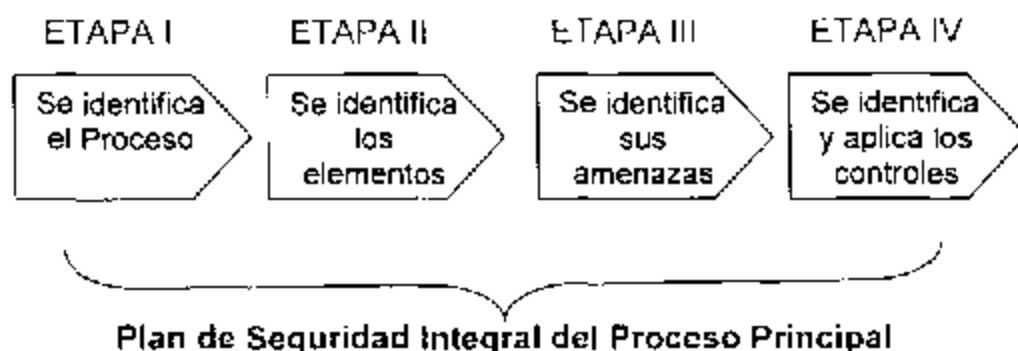 ETAPA I
ETAPA II
ETAPA III
ETAPA IV
Se identifica
el Proceso
Se identifica
los
elementos
Se identifica
sus
amenazas
Se identifica
y aplica los
controles
Plan de Seguridad Integral del Proceso Principal